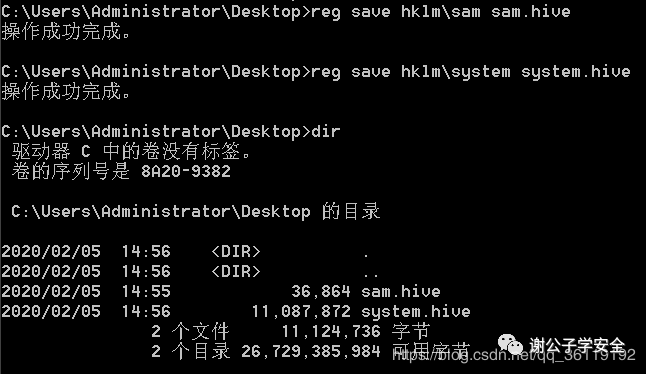 C:\Users\Administrator\Desktop>reg save hklm\sam sam.hive
操作成功完成。
C:\Users\Administrator\Desktop>reg save hklm\system system.hive
操作成功完成。
C:\Users\Administrator\Desktop>dir
驱动器 C 中的卷没有标签。
卷的序列号是 8A20-9382
C:\Users\Administrator\Desktop 的目录
2020/02/05  14:56    <DIR>          .
2020/02/05  14:56    <DIR>          ..
2020/02/05  14:55            36,864 sam.hive
2020/02/05  14:56        11,087,872 system.hive
2 个文件     11,124,736 字节
2 个目录 26,729,385,984 可用字节
谢公子学安全
https://blog.csdn.net/qq_36119192